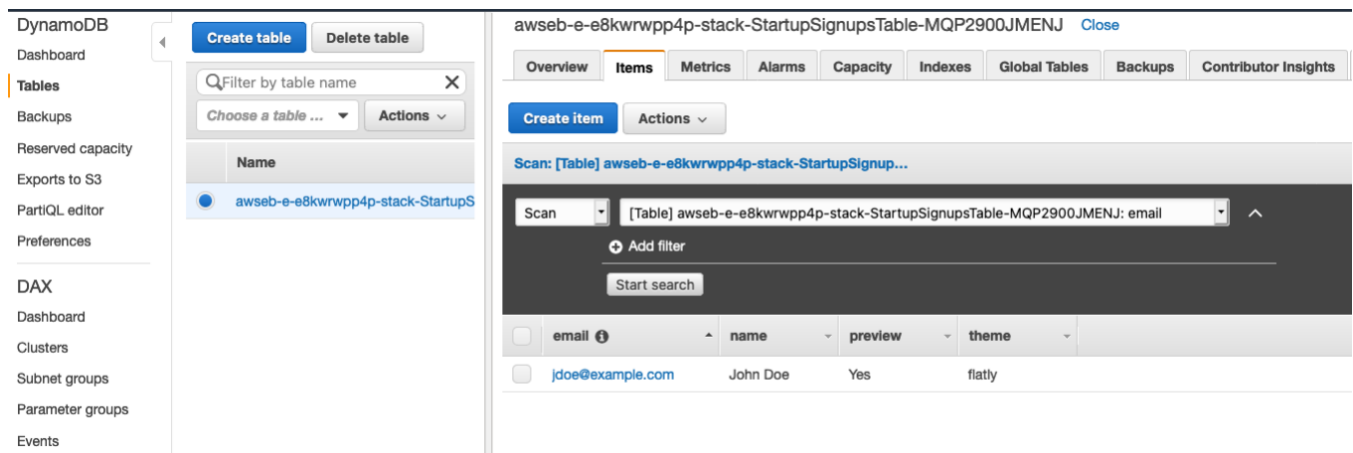 DynamoDB
Dashboard
Tables
Backups
Reserved capacity
Exports to S3
PartiQL editor
Preferences
DAX
Dashboard
Clusters
Subnet groups
Parameter groups
Events
Create table
Delete table
Filter by table name
Choose a table ...
Actions
Name
awseb-e-e8kwrwpp4p-stack-StartupS
awseb-e-e8kwrwpp4p-stack-StartupSignupsTable-MQP2900JMENJ Close
Overview Items Metrics Alarms Capacity Indexes Global Tables Backups Contributor Insights
Create item Actions
Scan: [Table] awseb-e-e8kwrwpp4p-stack-StartupSignup...
Scan [Table] awseb-e-e8kwrwpp4p-stack-StartupSignupsTable-MQP2900JMENJ: email
Add filter
Start search
email name preview theme
jdoe@example.com John Doe Yes flatly